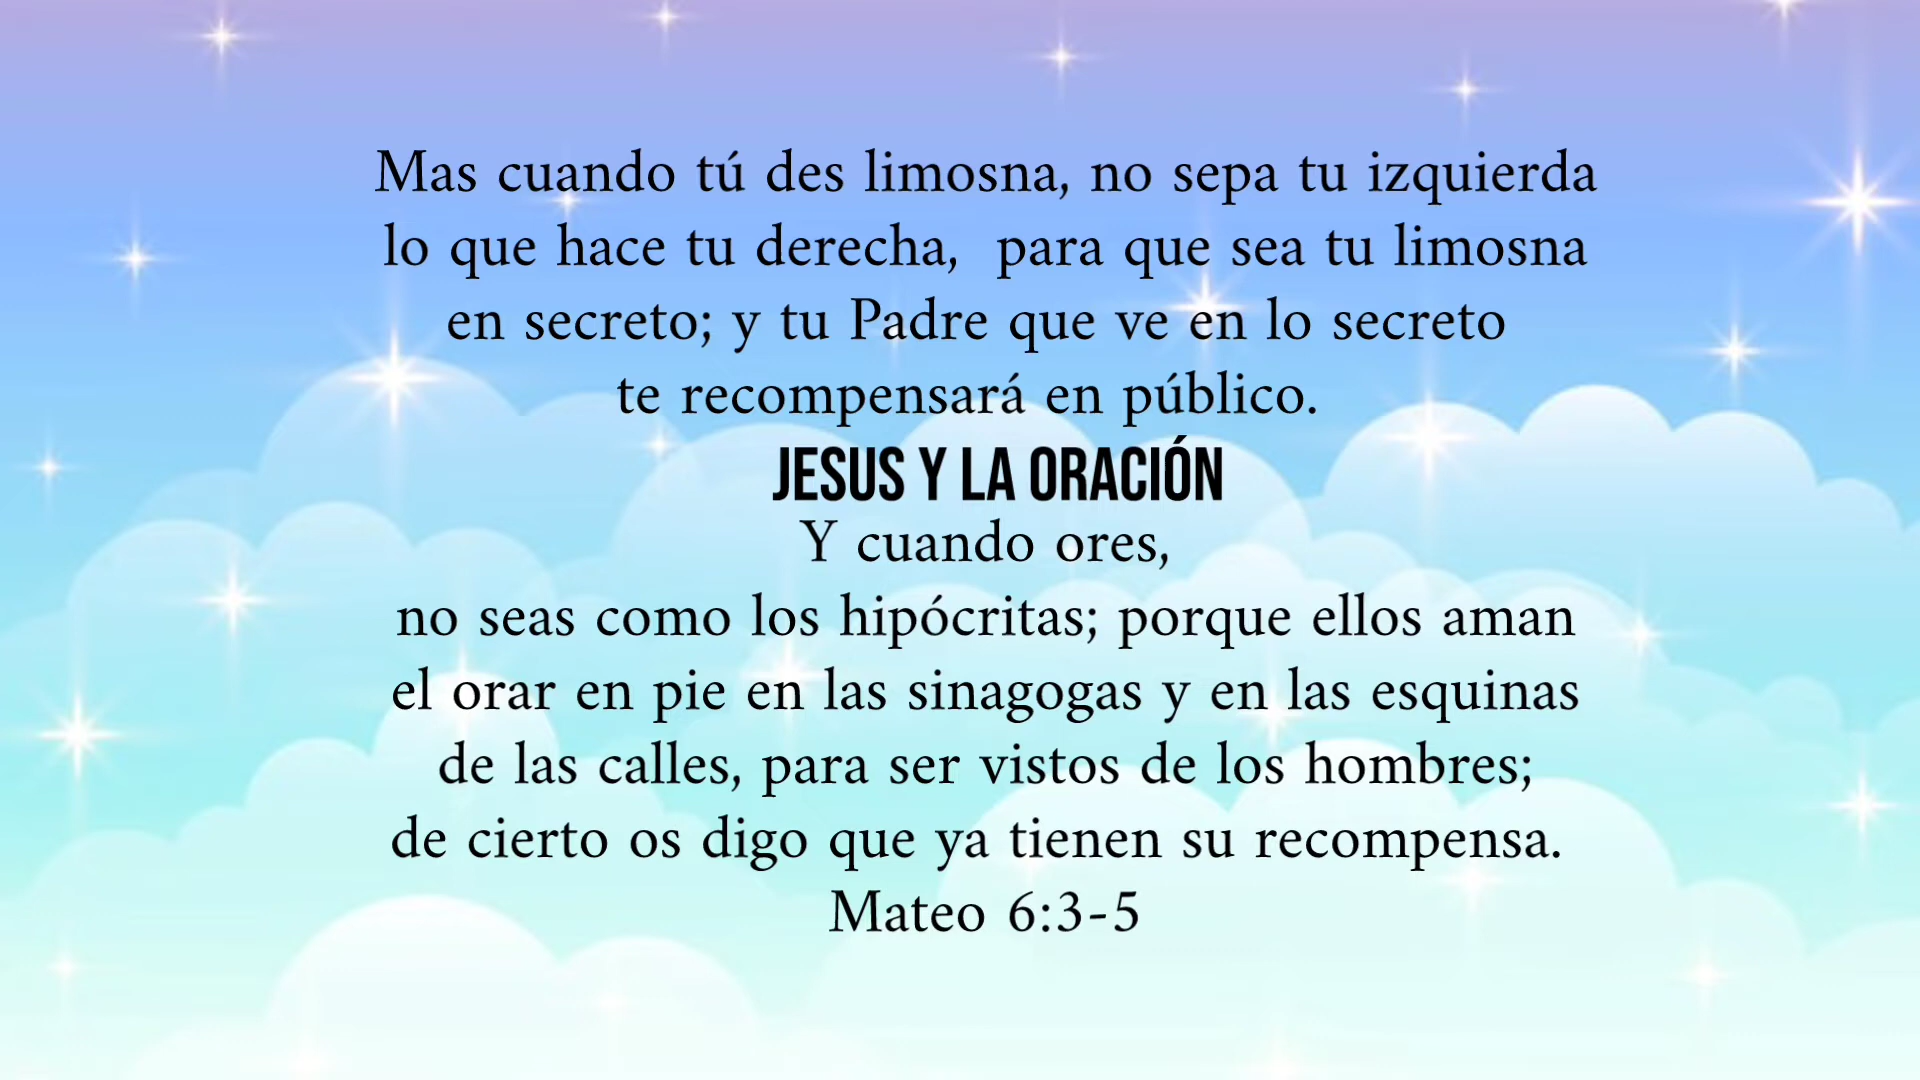 Mas cuando tú des limosna, no sepa tu izquierda
lo que hace tu derecha, para que sea tu limosna
en secreto; y tu Padre que ve en lo secreto
te recompensará en público.
JESUS Y LA ORACIÓN
Y cuando ores,
no seas como los hipócritas; porque ellos aman
el orar en pie en las sinagogas y en las esquinas
de las calles, para ser vistos de los hombres;
de cierto os digo que ya tienen su recompensa.
Mateo 6:3-5